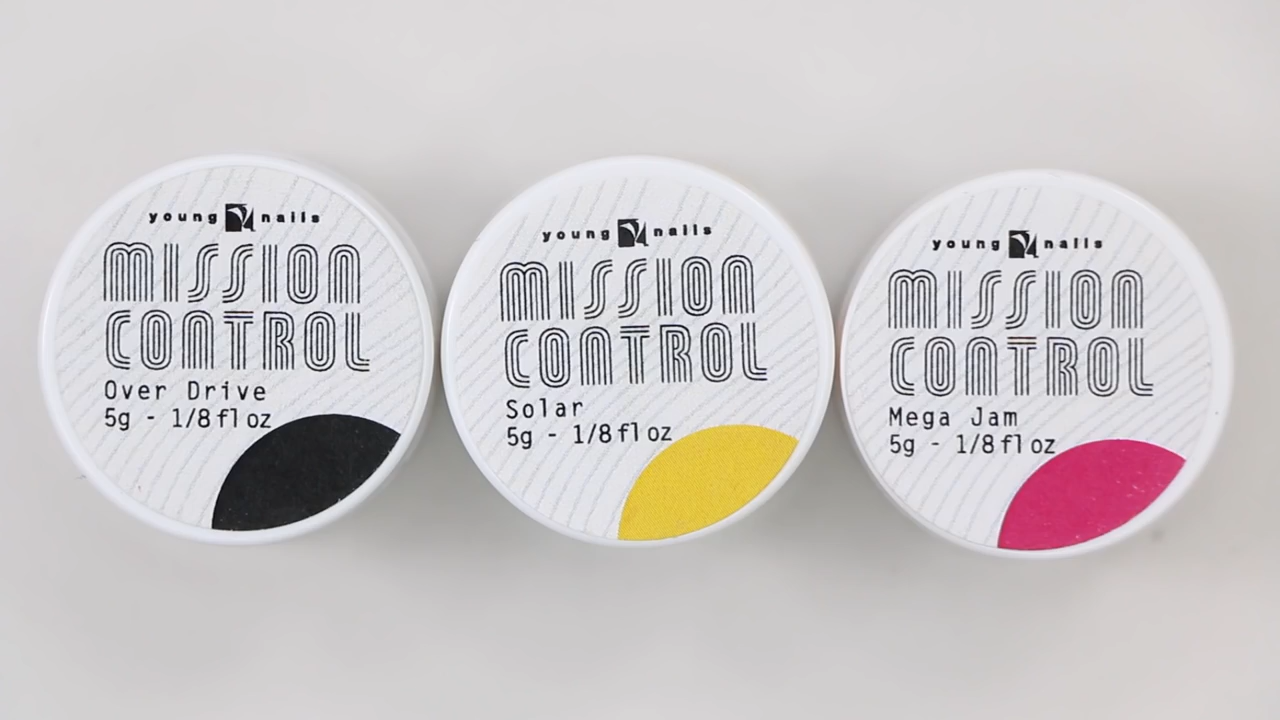 young nails
MISSION
CONTROL
Over Drive
5g - 1/8 fl oz
young nails
MISSION
CONTROL
Solar
5g - 1/8 fl oz
young nails
MISSION
CONTROL
Mega Jam
5g - 1/8 fl oz